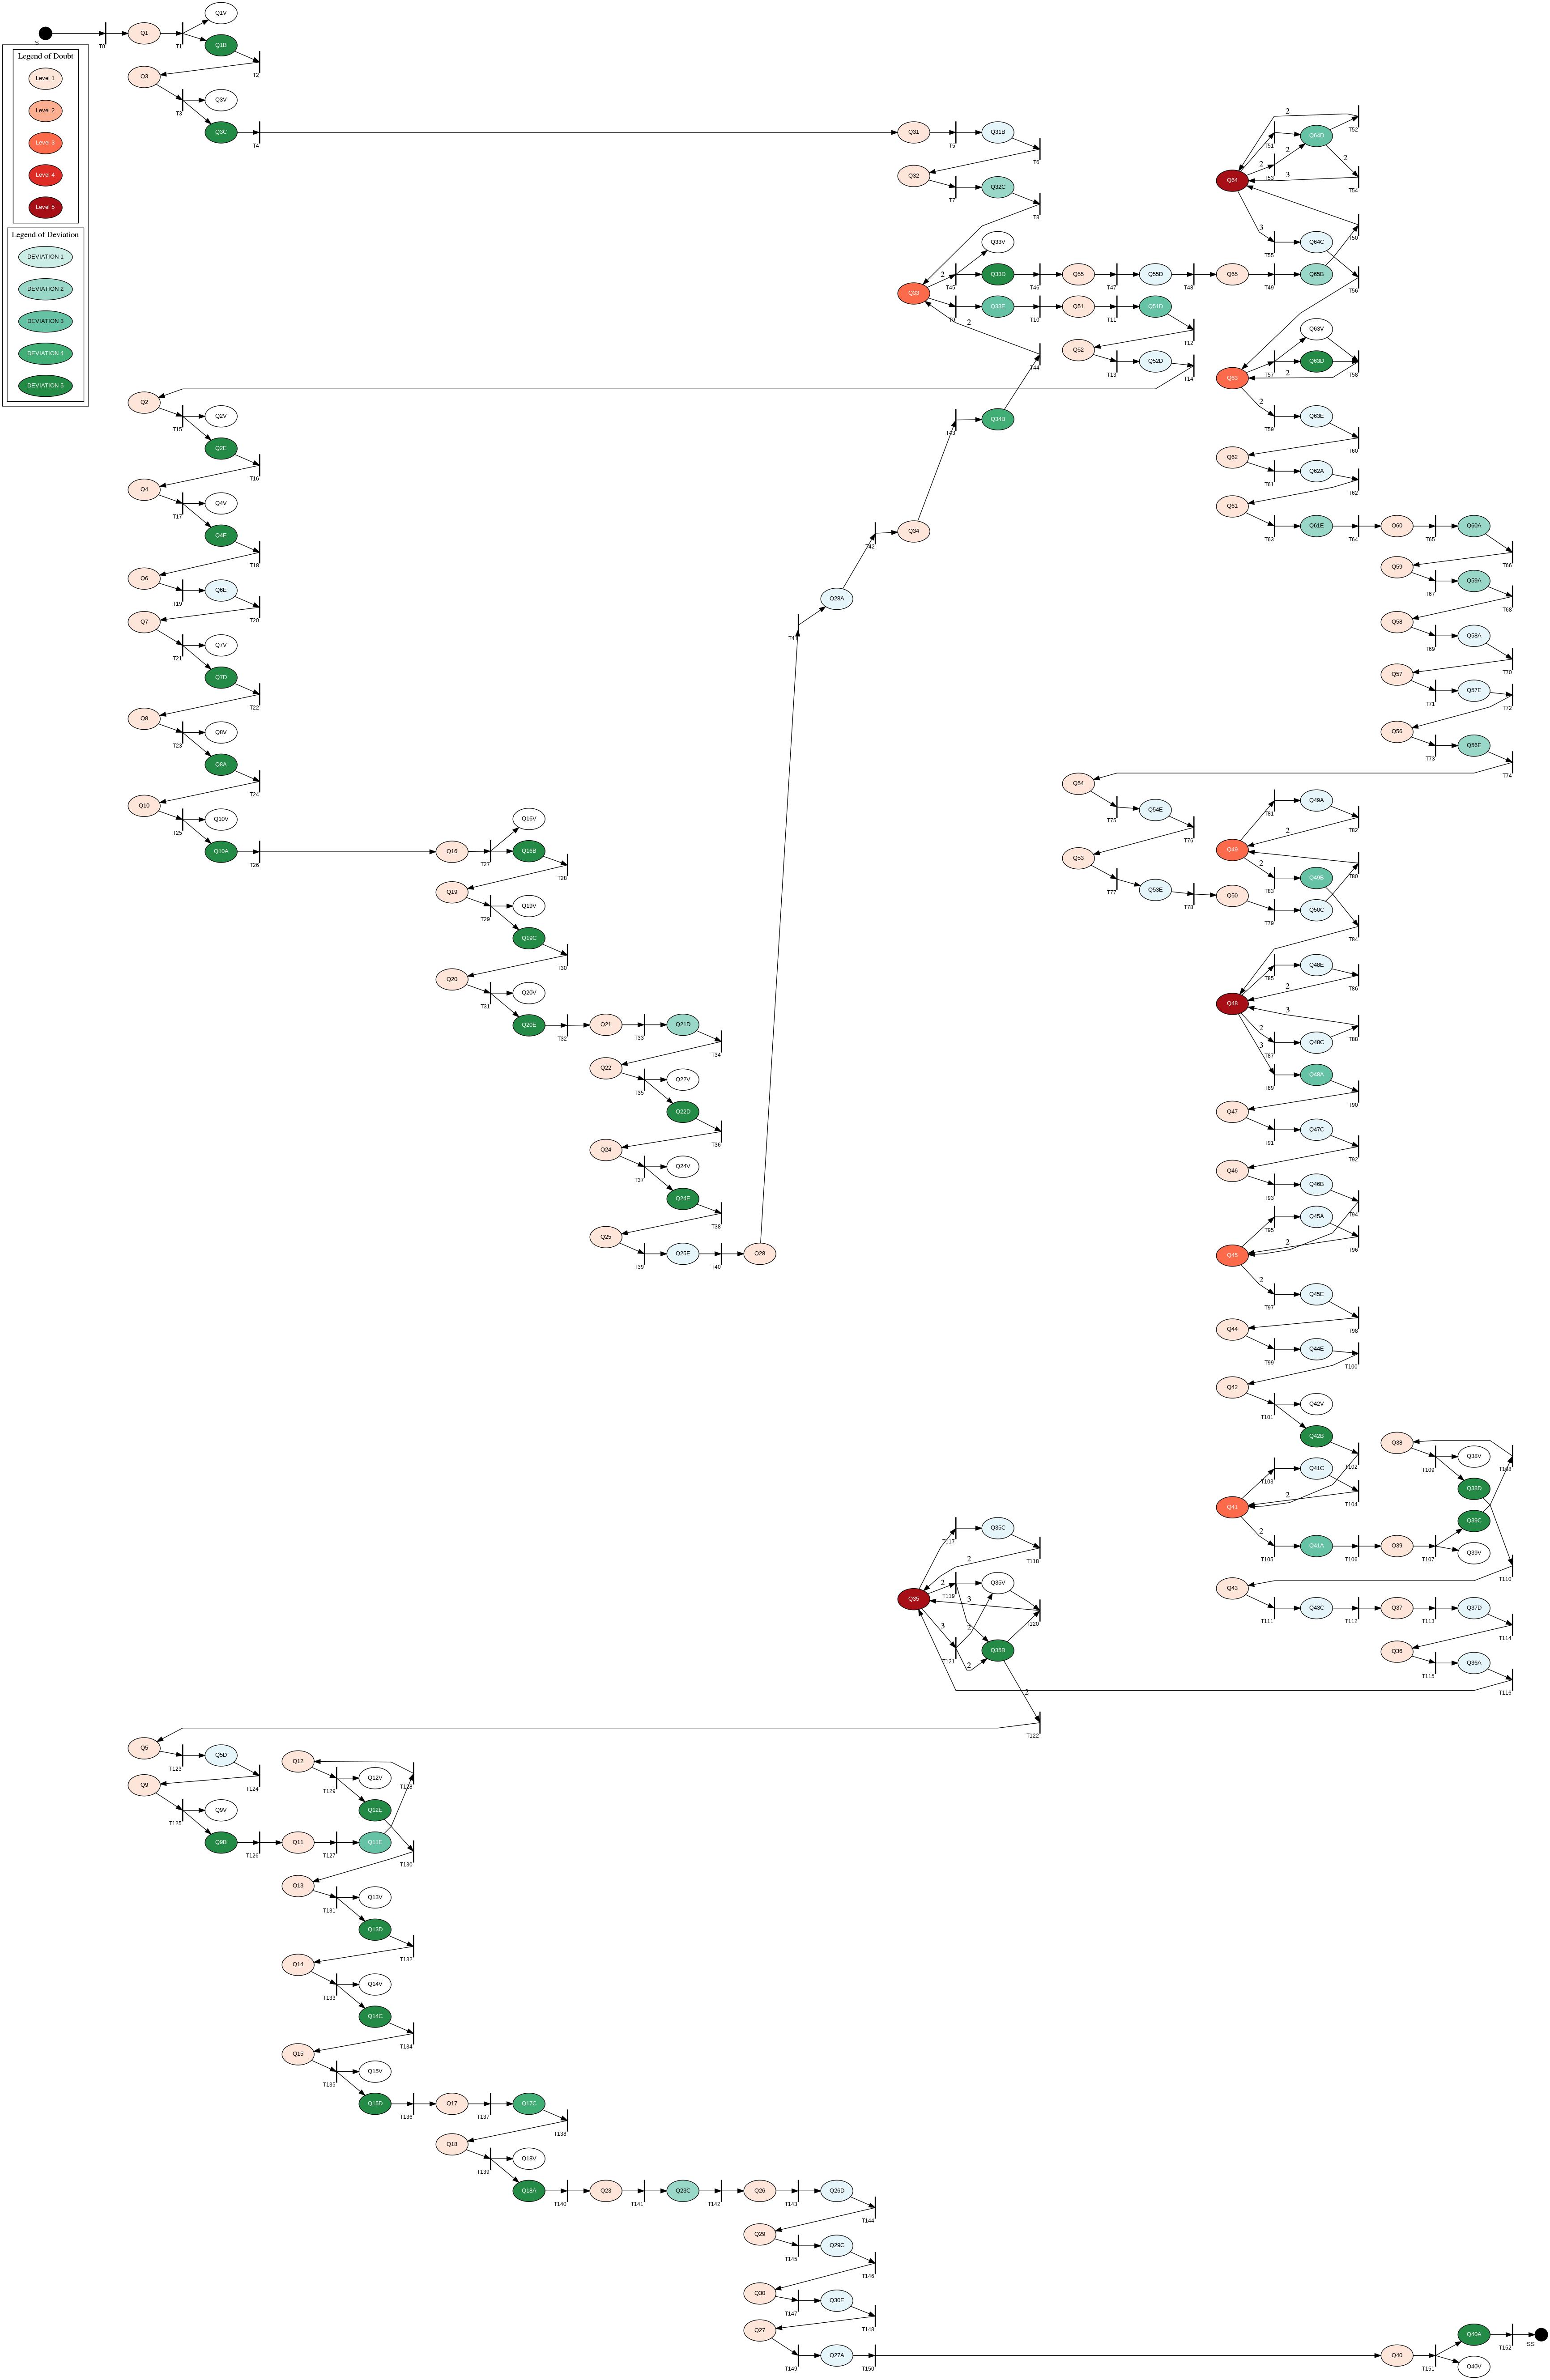 S
T0
Q1
T1
Q1V
Q1B
T2
Legend of Doubt
Level 1
Level 2
Level 3
Level 4
Level 5
Legend of Deviation
DEVIATION 1
DEVIATION 2
DEVIATION 3
DEVIATION 4
DEVIATION 5
Q3
T3
Q3V
Q3C
T4
Q31
T5
Q31B
T6
Q32
T7
Q32C
T8
Q33
2
T45
Q33V
Q33D
T46
Q55
T47
Q55D
T48
Q65
T49
Q65B
T50
T9
Q33E
T10
Q51
T11
Q51D
T12
2
T44
Q52
T13
Q52D
T14
Q64
2
T51
Q64D
T52
2
2
T53
2
3
T54
3
T55
Q64C
T56
Q63
T57
Q63V
Q63D
T58
2
2
T59
Q63E
T60
Q62
T61
Q62A
T62
Q61
T63
Q61E
T64
Q60
T65
Q60A
T66
Q59
T67
Q59A
T68
Q58
T69
Q58A
T70
Q57
T71
Q57E
T72
Q56
T73
Q56E
T74
Q2
T15
Q2V
Q2E
T16
Q4
T17
Q4V
Q4E
T18
Q6
T19
Q6E
T20
Q7
T21
Q7V
Q7D
T22
Q8
T23
Q8V
Q8A
T24
Q10
T25
Q10V
Q10A
T26
Q16
T27
Q16V
Q16B
T28
Q19
T29
Q19V
Q19C
T30
Q20
T31
Q20V
Q20E
T32
Q21
T33
Q21D
T34
Q22
T35
Q22V
Q22D
T36
Q24
T37
Q24V
Q24E
T38
Q25
T39
Q25E
T40
Q28
T41
Q28A
T42
Q34
T43
Q34B
Q54
T75
Q54E
T76
Q53
T77
Q53E
T78
Q50
T79
Q50C
T80
Q49
T81
Q49A
T82
2
2
T83
Q49B
T84
Q48
T85
Q48E
T86
2
2
T87
Q48C
T88
3
3
T89
Q48A
T90
Q47
T91
Q47C
T92
Q46
T93
Q46B
T94
Q45
T95
Q45A
T96
2
2
T97
Q45E
T98
Q44
T99
Q44E
T100
Q42
T101
Q42V
Q42B
T102
Q41
T103
Q41C
T104
2
2
T105
Q41A
T106
Q39
T107
Q39C
Q39V
T108
Q38
T109
Q38V
Q38D
T110
Q43
T111
Q43C
T112
Q37
T113
Q37D
T114
Q36
T115
Q36A
T116
Q35
T117
Q35C
T118
2
2
T119
Q35V
3
T120
3
T121
2
2
Q35B
2
T122
Q5
T123
Q5D
T124
Q9
T125
Q9V
Q9B
T126
Q11
T127
Q11E
T128
Q12
T129
Q12V
Q12E
T130
Q13
T131
Q13V
Q13D
T132
Q14
T133
Q14V
Q14C
T134
Q15
T135
Q15V
Q15D
T136
Q17
T137
Q17C
T138
Q18
T139
Q18V
Q18A
T140
Q23
T141
Q23C
T142
Q26
T143
Q26D
T144
Q29
T145
Q29C
T146
Q30
T147
Q30E
T148
Q27
T149
Q27A
T150
Q40
T151
Q40A
Q40V
T152
SS